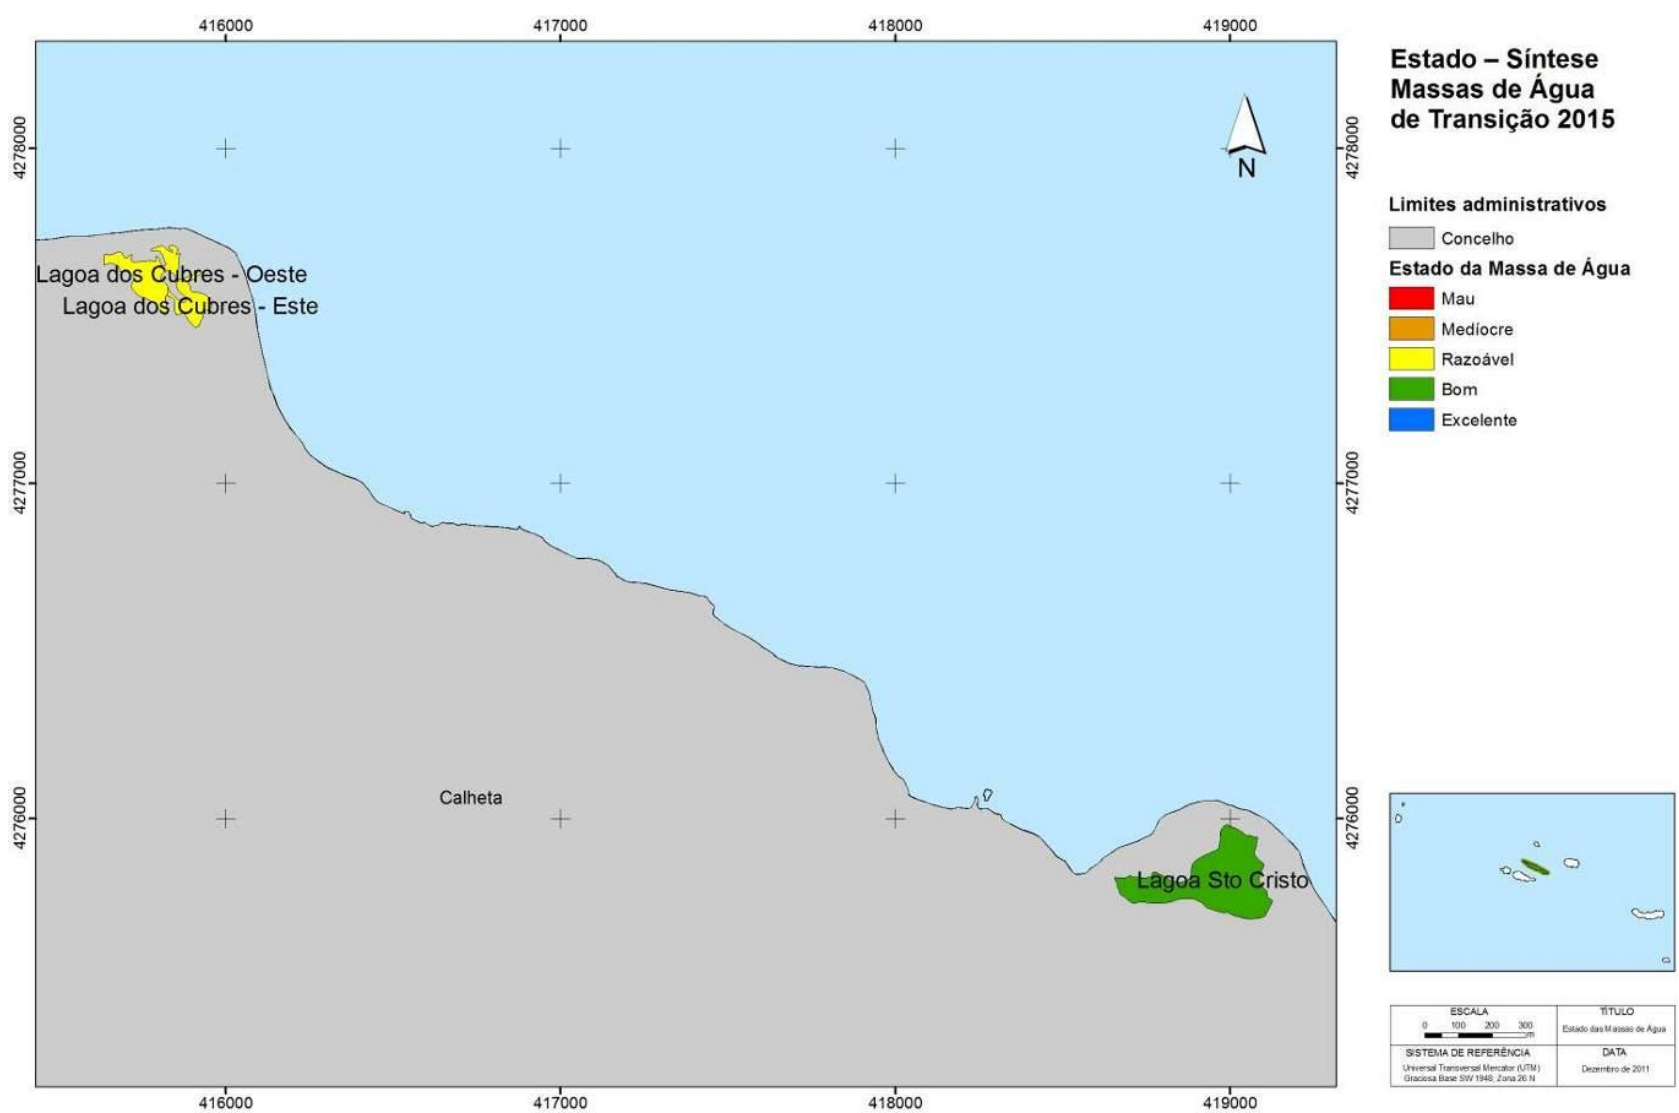 416000 417000 418000 419000
Estado – Síntese
Massas de Água
de Transição 2015
4278000 4278000
N
Limites administrativos
Concelho
Estado da Massa de Água
Mau
Medíocre
Razoável
Bom
Excelente
Lagoa dos Cubres - Oeste
Lagoa dos Cubres - Este
4277000 4277000
Calheta
4276000 4276000
Lagoa Sto Cristo
ESCALA
0 100 200 300
m
TÍTULO
Estado das Massas de Água
SISTEMA DE REFERÊNCIA
Universal Transversal Mercator (UTM)
Graciosa Base SW 1948, Zona 26 N
DATA
Dezembro de 2011
416000 417000 418000 419000